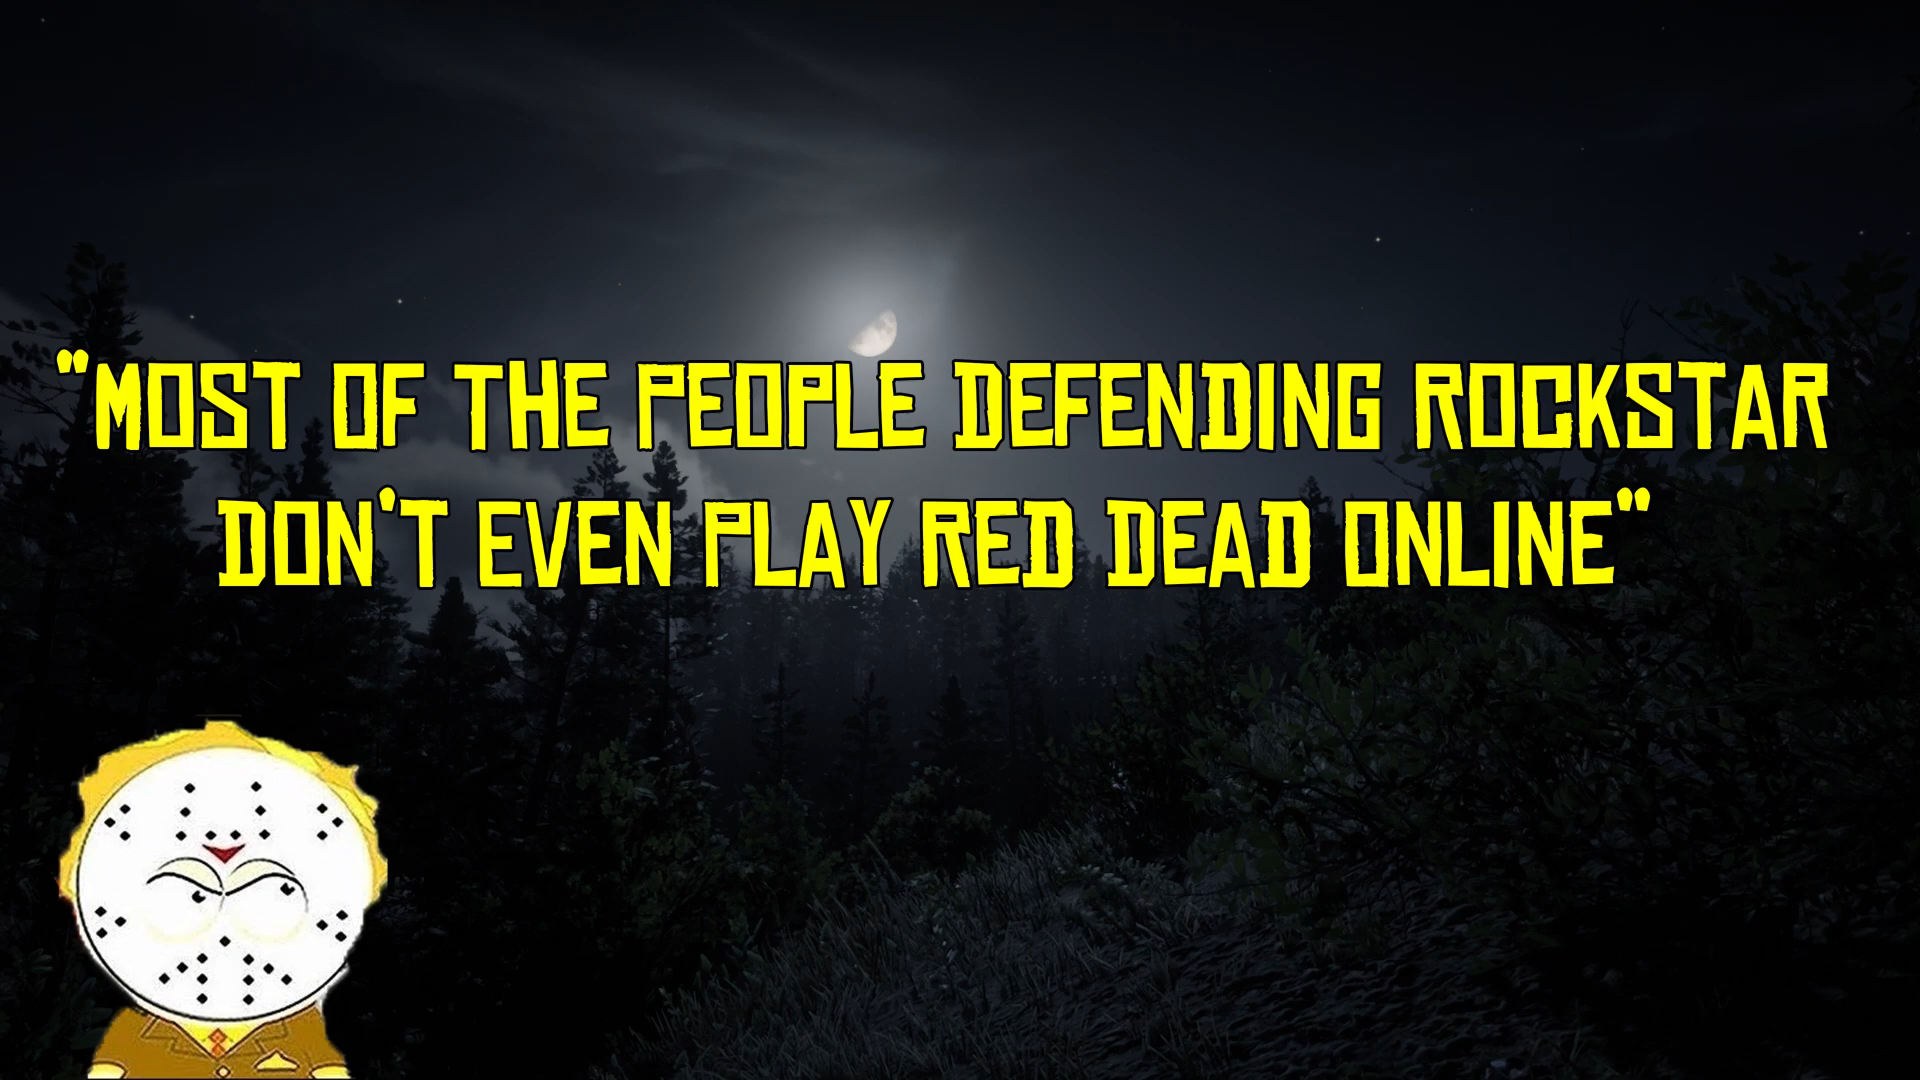 "MOST OF THE PEOPLE DEFENDING ROCKSTAR
DON'T EVEN PLAY RED DEAD ONLINE"